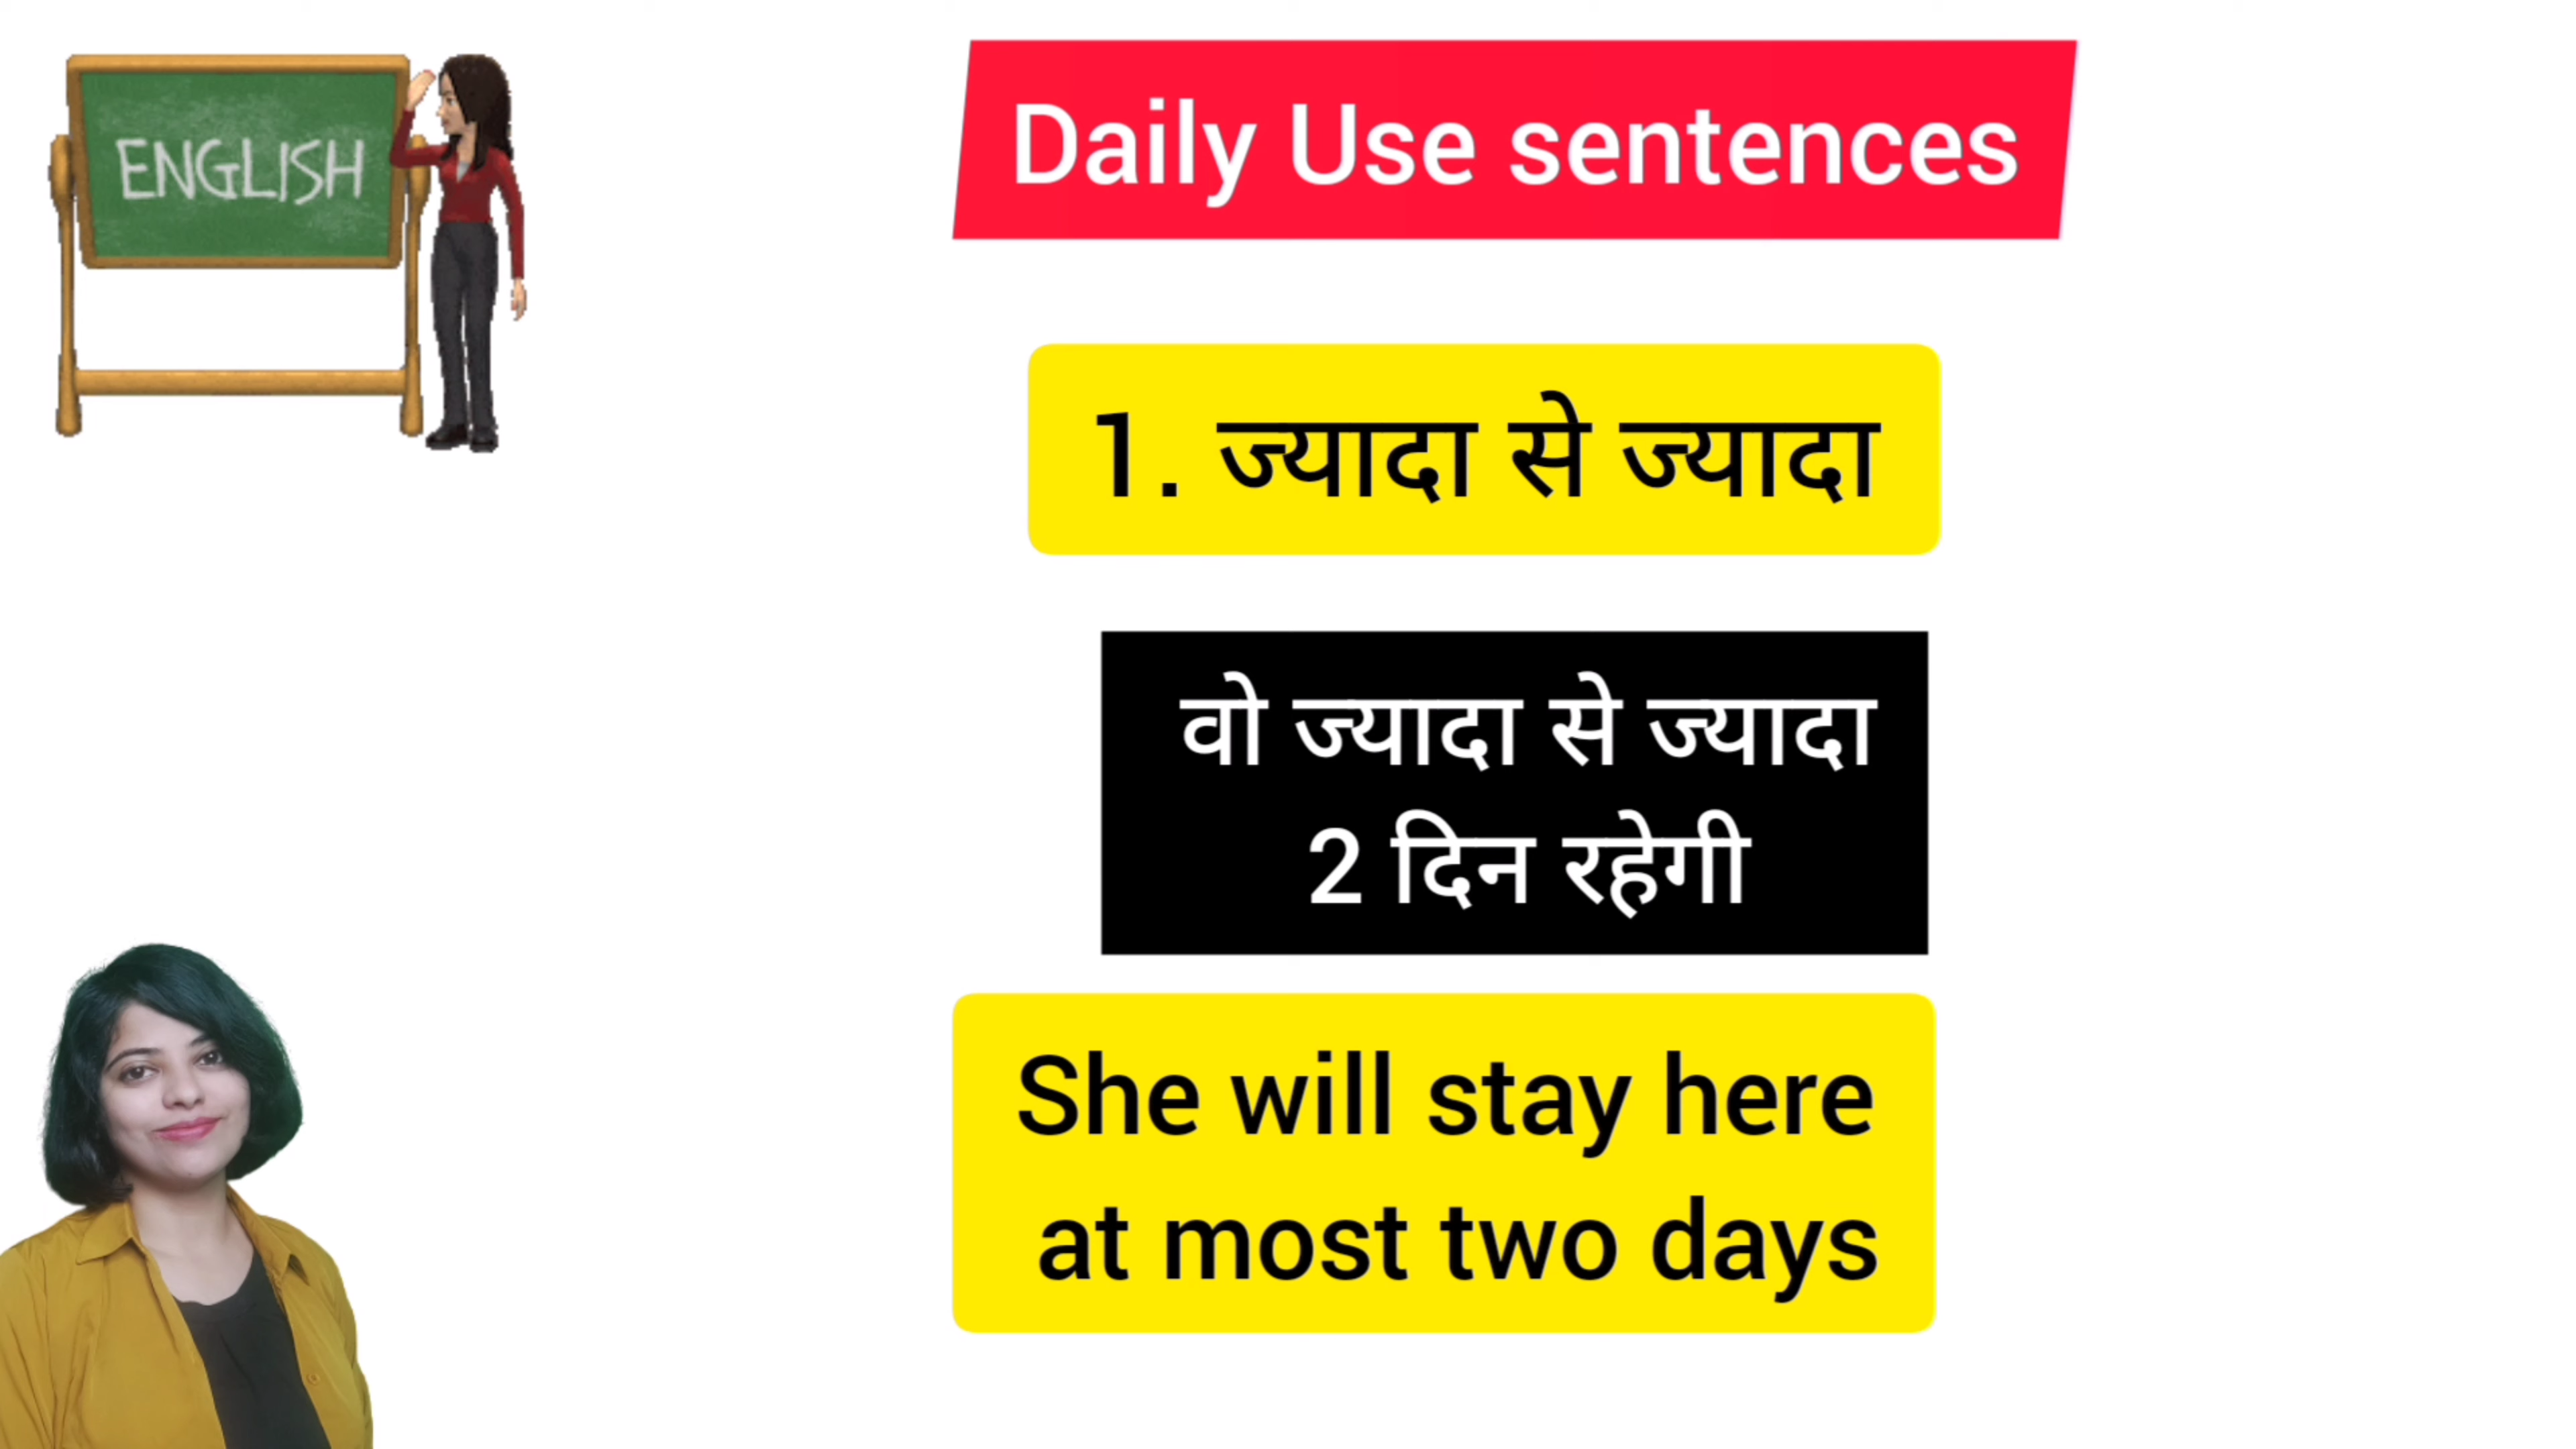 ENGLISH
Daily Use sentences
1. ज्यादा से ज्यादा
वो ज्यादा से ज्यादा
2 दिन रहेगी
She will stay here
at most two days